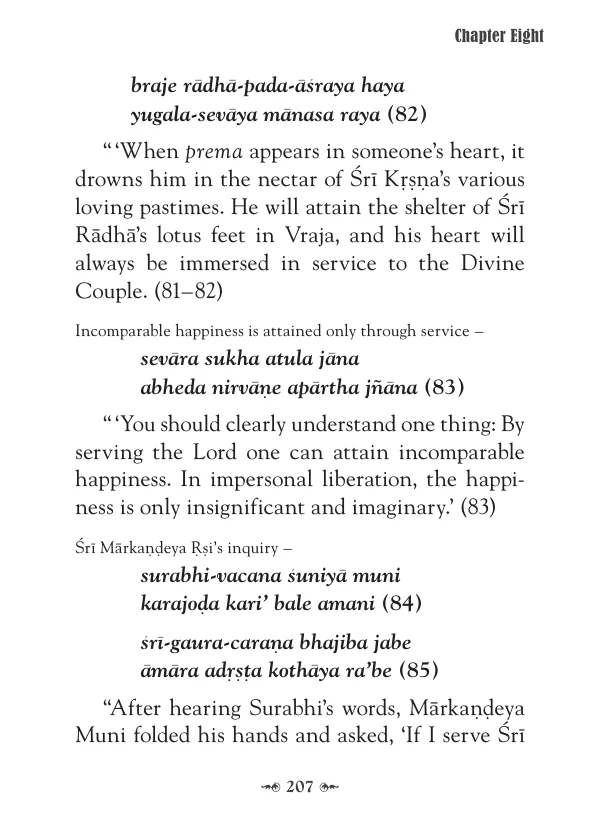 Chapter Eight
braje rādhā-pada-āśraya haya
yugala-sevāya mānasa raya (82)
“ ‘When prema appears in someone’s heart, it
drowns him in the nectar of Śrī Kṛṣṇa’s various
loving pastimes. He will attain the shelter of Śrī
Rādhā’s lotus feet in Vraja, and his heart will
always be immersed in service to the Divine
Couple. (81–82)
Incomparable happiness is attained only through service –
sevāra sukha atula jāna
abheda nirvāṇe apārtha jñāna (83)
“ ‘You should clearly understand one thing: By
serving the Lord one can attain incomparable
happiness. In impersonal liberation, the happi-
ness is only insignificant and imaginary.’ (83)
Śrī Mārkaṇḍeya Ṛṣi’s inquiry –
surabhi-vacana śuniyā muni
karajoḍa kari’ bale amani (84)
śrī-gaura-caraṇa bhajiba jabe
āmāra adṛṣṭa kothāya ra’be (85)
“After hearing Surabhi’s words, Mārkaṇḍeya
Muni folded his hands and asked, ‘If I serve Śrī
207